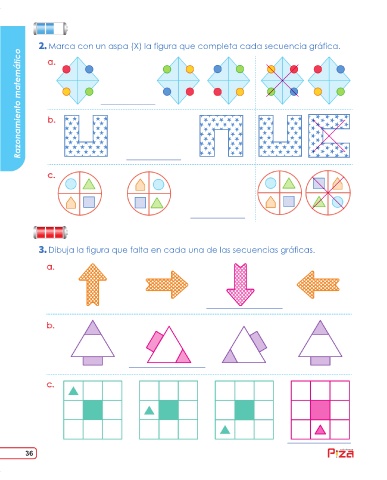 Razonamiento matemático
2. Marca con un aspa (X) la figura que completa cada secuencia gráfica.
a.
b.
c.
3. Dibuja la figura que falta en cada una de las secuencias gráficas.
a.
b.
c.
36
Piza